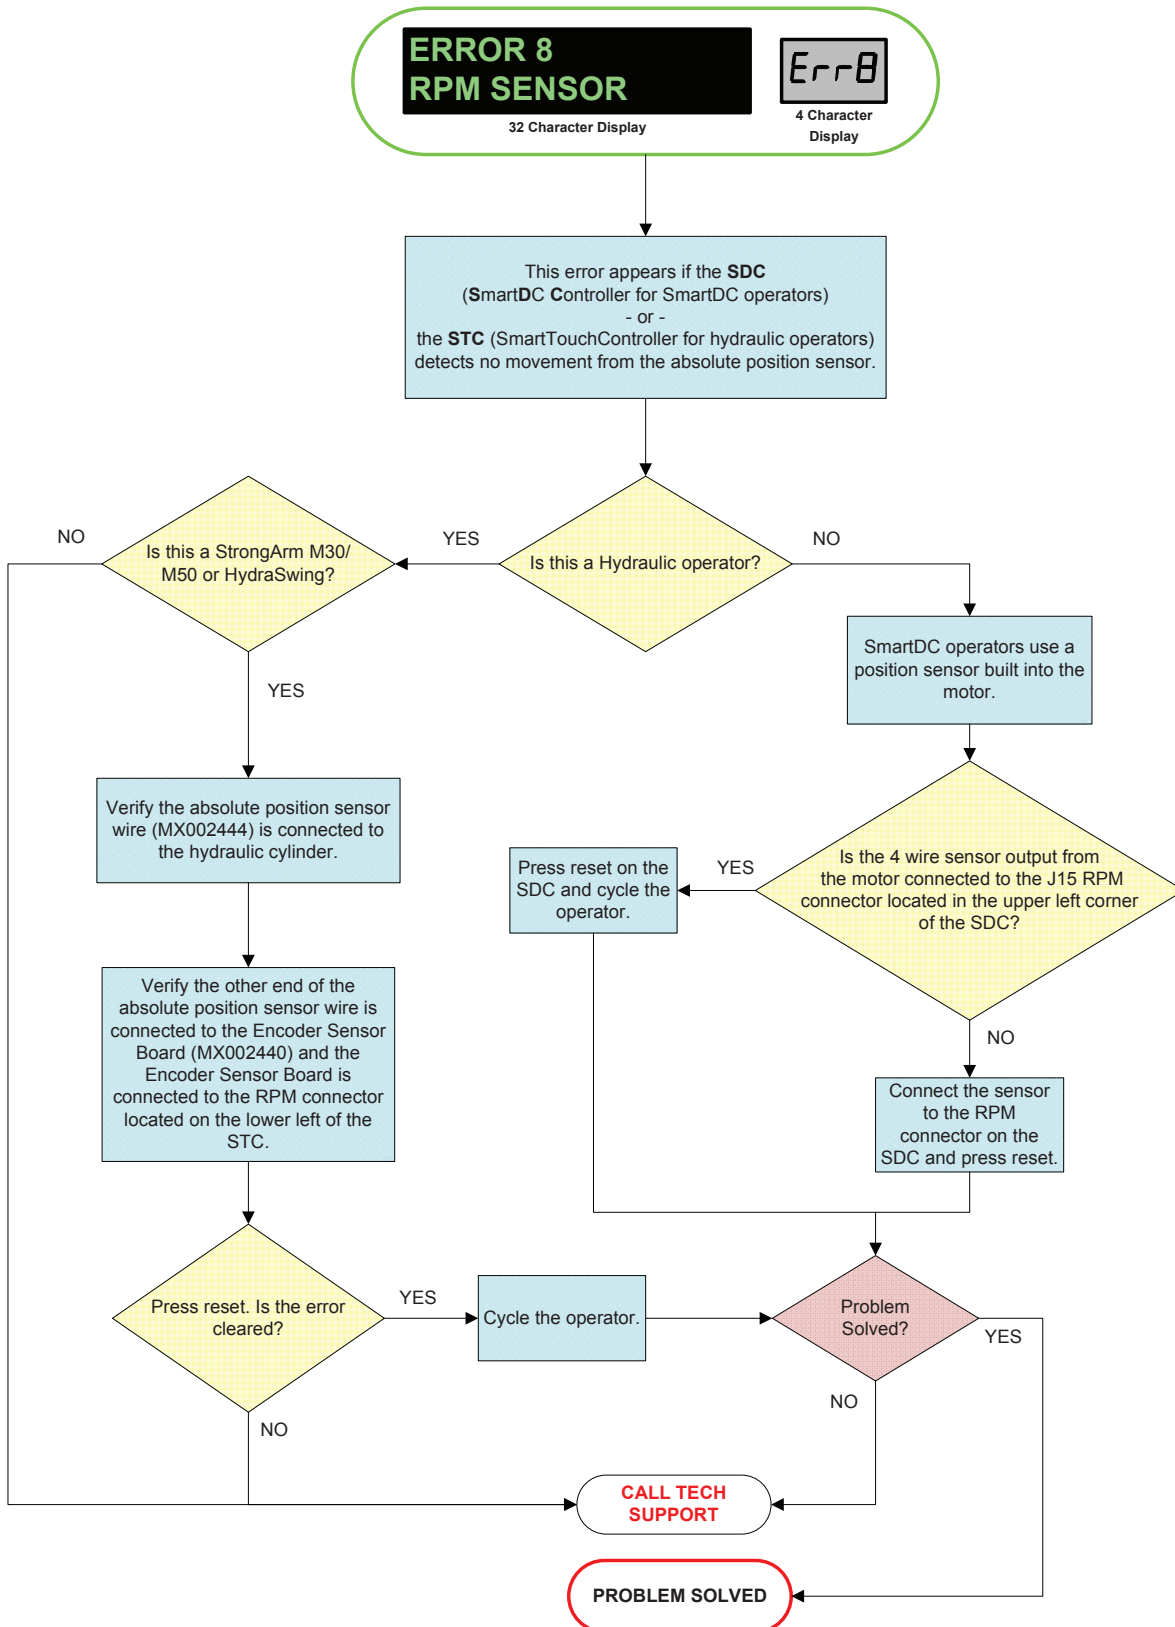 ERROR 8
RPM SENSOR
32 Character Display
Err8
4 Character
Display
This error appears if the SDC
(SmartDC Controller for SmartDC operators)
- or -
the STC (SmartTouchController for hydraulic operators)
detects no movement from the absolute position sensor.
NO
Is this a StrongArm M30/
M50 or HydraSwing?
YES
Is this a Hydraulic operator?
NO
SmartDC operators use a
position sensor built into the
motor.
YES
Verify the absolute position sensor
wire (MX002444) is connected to
the hydraulic cylinder.
Press reset on the
SDC and cycle the
operator.
YES
Is the 4 wire sensor output from
the motor connected to the J15 RPM
connector located in the upper left corner
of the SDC?
Verify the other end of the
absolute position sensor wire is
connected to the Encoder Sensor
Board (MX002440) and the
Encoder Sensor Board is
connected to the RPM connector
located on the lower left of the
STC.
NO
Connect the sensor
to the RPM
connector on the
SDC and press reset.
Press reset. Is the error
cleared?
YES
Cycle the operator.
Problem
Solved?
YES
NO
NO
CALL TECH
SUPPORT
PROBLEM SOLVED